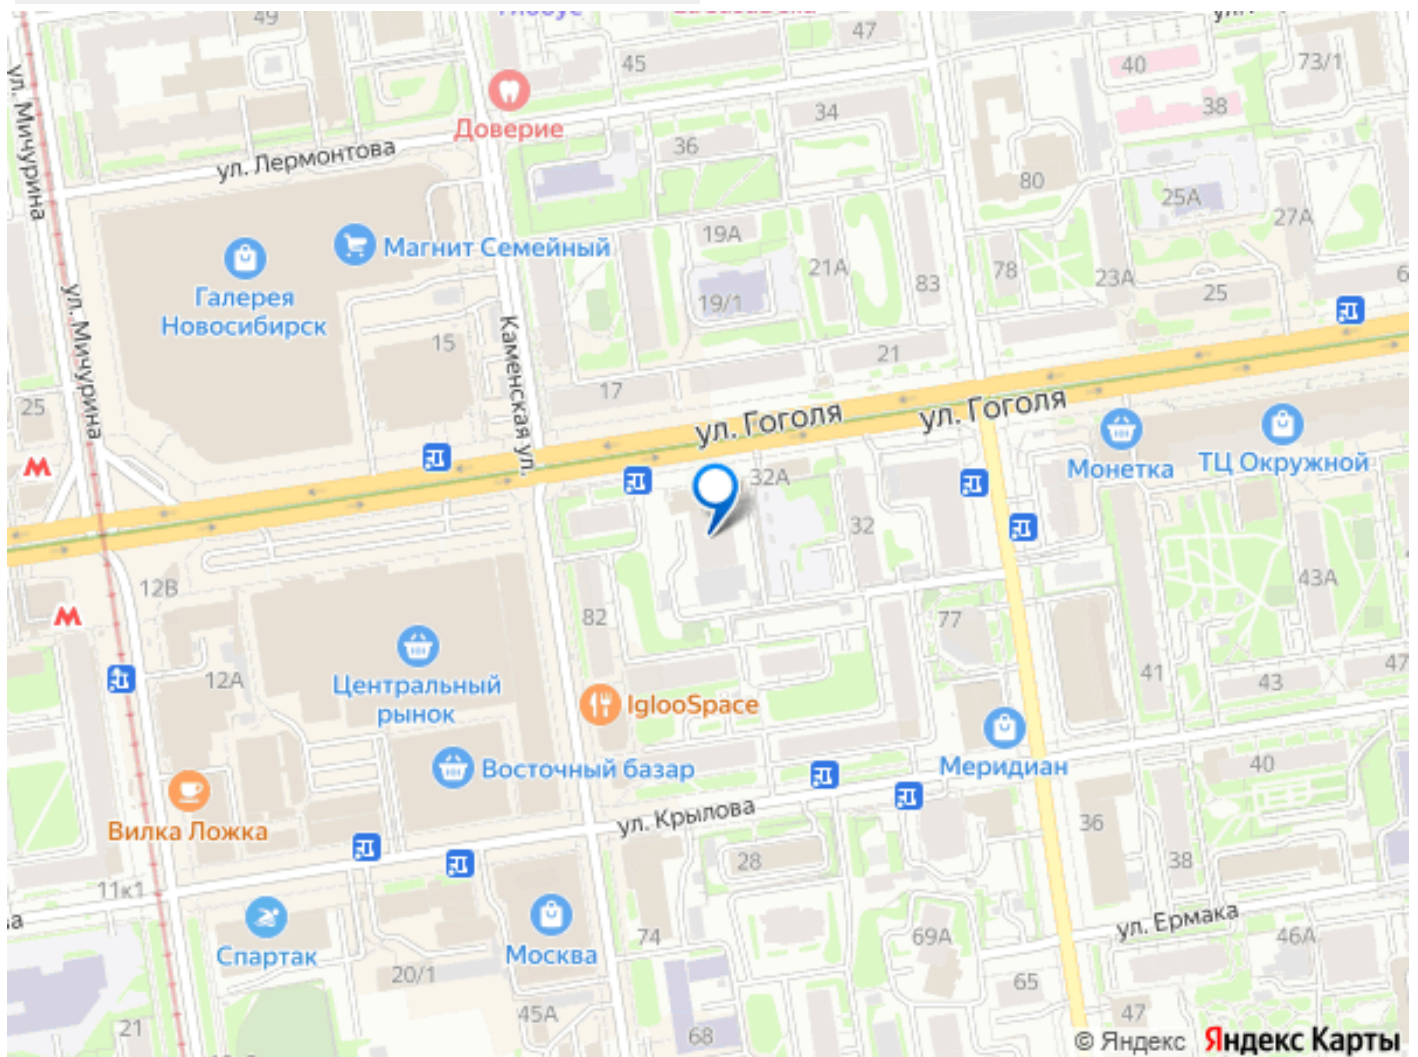 49
47
45
40
73/1
38
34
Доверие
ул. Лермонтова
36
80
25А
27А
ул. Мичурина
Магнит Семейный
19А
21А
78
23А
83
25
Галерея
Новосибирск
19/1
15
Каменская ул.
21
17
ул. Мичурина
25
ул. Гоголя
ул. Гоголя
Монетка
ТЦ Окружной
32А
32
12В
82
77
43А
12А
Центральный
рынок
IglooSpace
41
43
47
Восточный базар
Меридиан
40
Вилка Ложка
ул. Крылова
36
28
38
11к1
Спартак
Москва
74
69А
ул. Ермака
46А
20/1
65
45А
47
21
68
© Яндекс Яндекс Карты